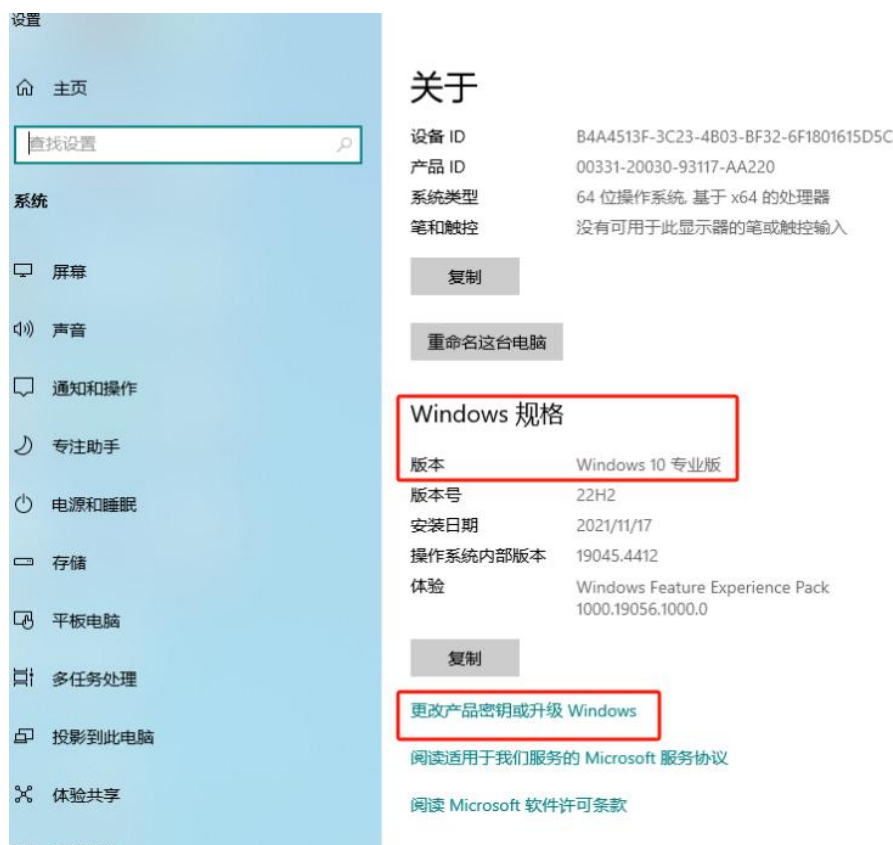 设置
主页
查找设置
系统
屏幕
声音
通知和操作
专注助手
电源和睡眠
存储
平板电脑
多任务处理
投影到此电脑
体验共享
关于
设备 ID B4A4513F-3C23-4B03-BF32-6F1801615D5C
产品 ID 00331-20030-93117-AA220
系统类型 64 位操作系统, 基于 x64 的处理器
笔和触控 没有可用于此显示器的笔或触控输入
复制
重命名这台电脑
Windows 规格
版本 Windows 10 专业版
版本号 22H2
安装日期 2021/11/17
操作系统内部版本 19045.4412
体验 Windows Feature Experience Pack
1000.19056.1000.0
复制
更改产品密钥或升级 Windows
阅读适用于我们服务的 Microsoft 服务协议
阅读 Microsoft 软件许可条款